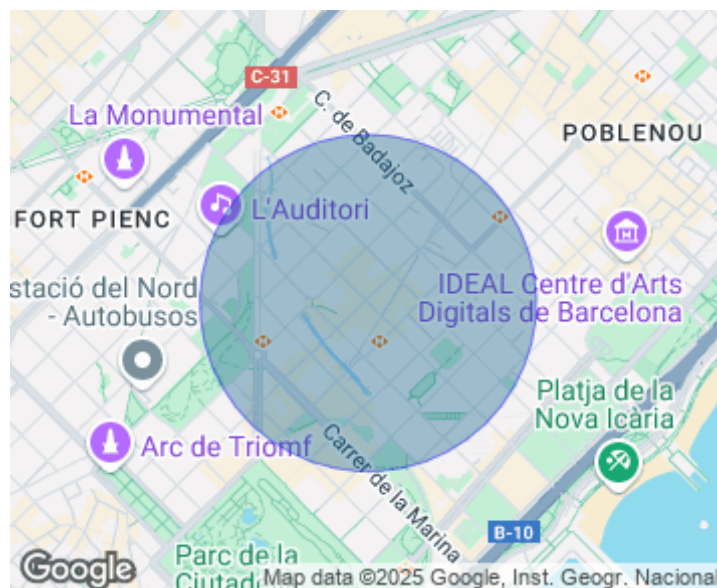 C-31
La Monumental
C. de Badajoz
POBLENOU
FORT PIENC
L'Auditori
stació del Nord
- Autobusos
IDEAL Centre d'Arts
Digitals de Barcelona
Platja de la
Nova Icària
Arc de Triomf
Carrer de la Marina
B-10
Parc de la
Ciutad
Google
Map data ©2025 Google, Inst. Geogr. Nacional